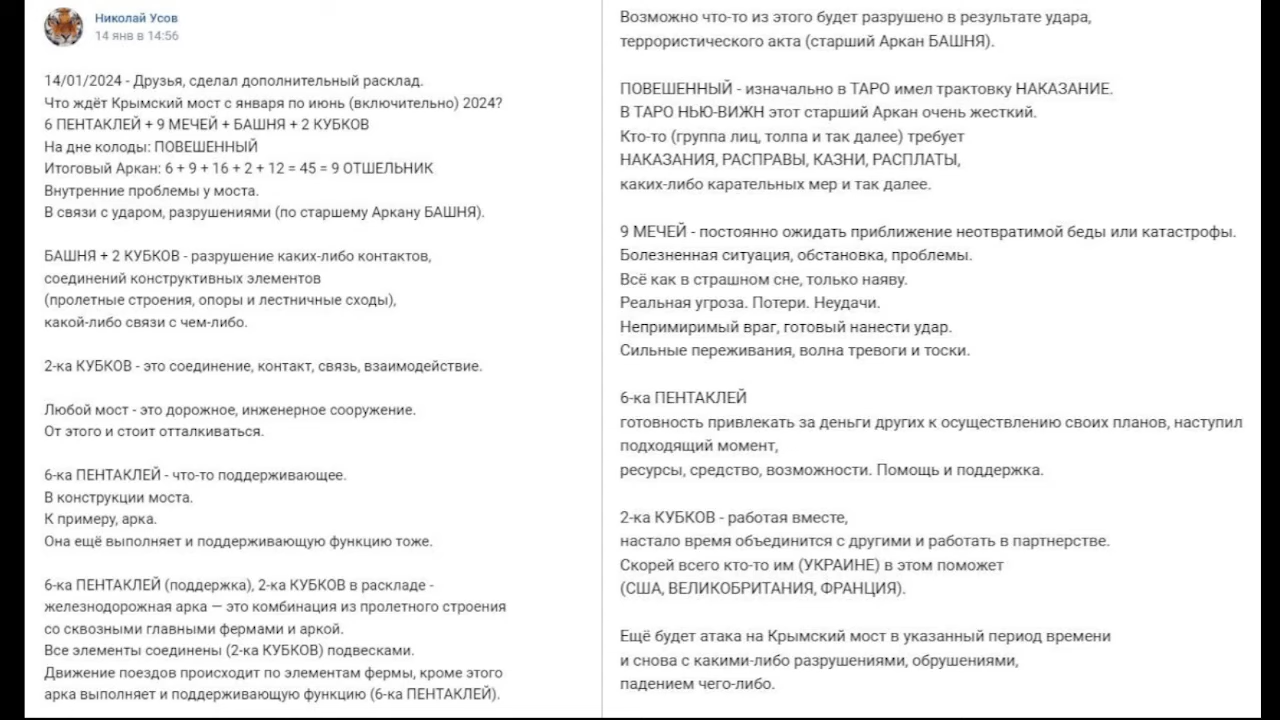 Николай Усов
14 янв в 14:56
14/01/2024 - Друзья, сделал дополнительный расклад.
Что ждёт Крымский мост с января по июнь (включительно) 2024?
6 ПЕНТАКЛЕЙ + 9 МЕЧЕЙ + БАШНЯ + 2 КУБКОВ
На дне колоды: ПОВЕШЕННЫЙ
Итоговый Аркан: 6 + 9 + 16 + 2 + 12 = 45 = 9 ОТШЕЛЬНИК
Внутренние проблемы у моста.
В связи с ударом, разрушениями (по старшему Аркану БАШНЯ).
БАШНЯ + 2 КУБКОВ - разрушение каких-либо контактов,
соединений конструктивных элементов
(пролетные строения, опоры и лестничные сходы),
какой-либо связи с чем-либо.
2-ка КУБКОВ - это соединение, контакт, связь, взаимодействие.
Любой мост - это дорожное, инженерное сооружение.
От этого и стоит отталкиваться.
6-ка ПЕНТАКЛЕЙ - что-то поддерживающее.
В конструкции моста.
К примеру, арка.
Она ещё выполняет и поддерживающую функцию тоже.
6-ка ПЕНТАКЛЕЙ (поддержка), 2-ка КУБКОВ в раскладе -
железнодорожная арка — это комбинация из пролетного строения
со сквозными главными фермами и аркой.
Все элементы соединены (2-ка КУБКОВ) подвесками.
Движение поездов происходит по элементам фермы, кроме этого
арка выполняет и поддерживающую функцию (6-ка ПЕНТАКЛЕЙ).
Возможно что-то из этого будет разрушено в результате удара,
террористического акта (старший Аркан БАШНЯ).
ПОВЕШЕННЫЙ - изначально в ТАРО имел трактовку НАКАЗАНИЕ.
В ТАРО НЬЮ-ВИЖН этот старший Аркан очень жесткий.
Кто-то (группа лиц, толпа и так далее) требует
НАКАЗАНИЯ, РАСПРАВЫ, КАЗНИ, РАСПЛАТЫ,
каких-либо карательных мер и так далее.
9 МЕЧЕЙ - постоянно ожидать приближение неотвратимой беды или катастрофы.
Болезненная ситуация, обстановка, проблемы.
Всё как в страшном сне, только наяву.
Реальная угроза. Потери. Неудачи.
Непримиримый враг, готовый нанести удар.
Сильные переживания, волна тревоги и тоски.
6-ка ПЕНТАКЛЕЙ
готовность привлекать за деньги других к осуществлению своих планов, наступил
подходящий момент,
ресурсы, средство, возможности. Помощь и поддержка.
2-ка КУБКОВ - работая вместе,
настало время объединится с другими и работать в партнерстве.
Скорей всего кто-то им (УКРАИНЕ) в этом поможет
(США, ВЕЛИКОБРИТАНИЯ, ФРАНЦИЯ).
Ещё будет атака на Крымский мост в указанный период времени
и снова с какими-либо разрушениями, обрушениями,
падением чего-либо.